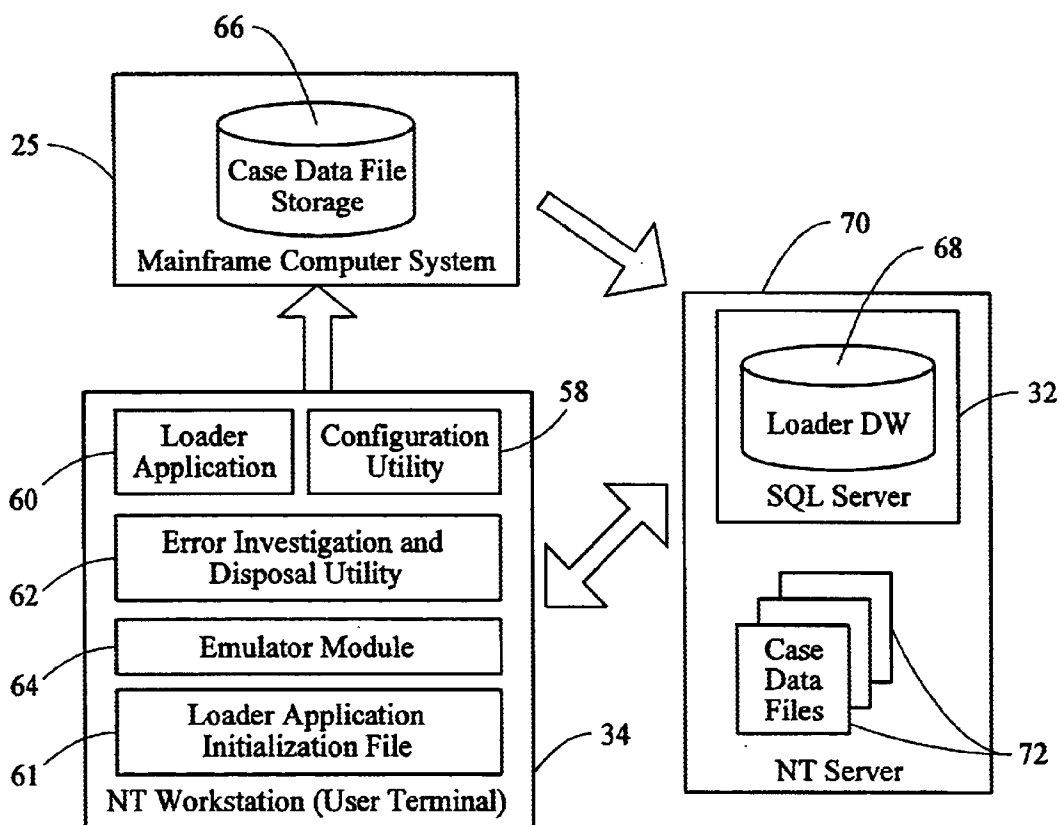 66
25
Case Data File
Storage
Mainframe Computer System
70
68
Loader DW
32
SQL Server
58
Loader
Application
Configuration
Utility
60
Error Investigation and
Disposal Utility
62
Emulator Module
64
Loader Application
Initialization File
61
34
NT Workstation (User Terminal)
Case
Data
Files
72
NT Server